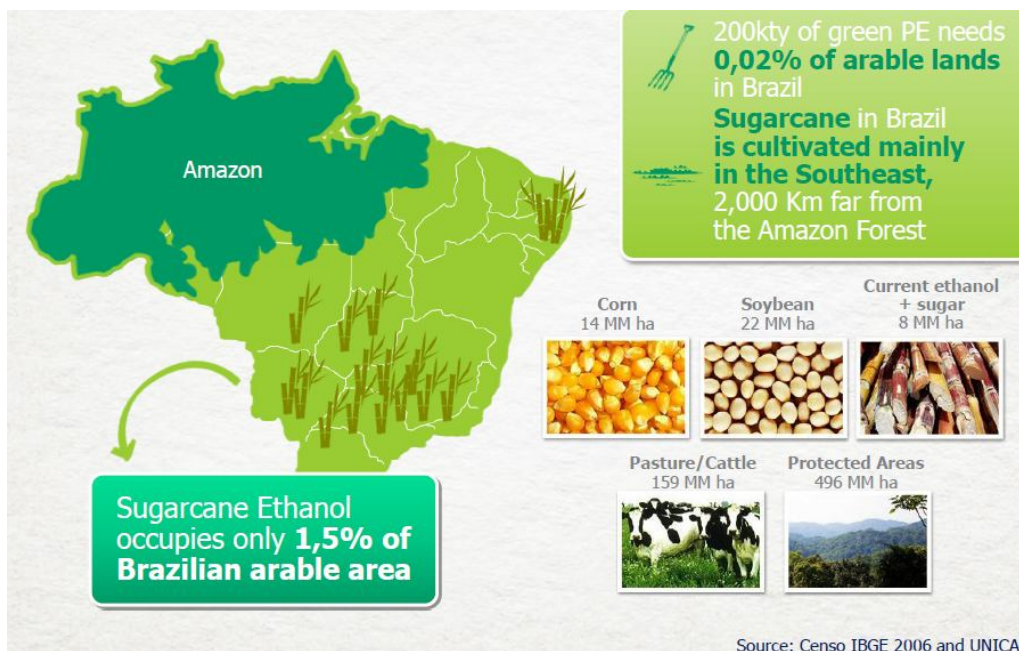 Amazon
200kty of green PE needs
0,02% of arable lands
in Brazil
Sugarcane in Brazil
is cultivated mainly
in the Southeast,
2,000 Km far from
the Amazon Forest
Corn
14 MM ha
Soybean
22 MM ha
Current ethanol
+ sugar
8 MM ha
Pasture/Cattle
159 MM ha
Protected Areas
496 MM ha
Sugarcane Ethanol
occupies only 1,5% of
Brazilian arable area
Source: Censo IBGE 2006 and UNICA